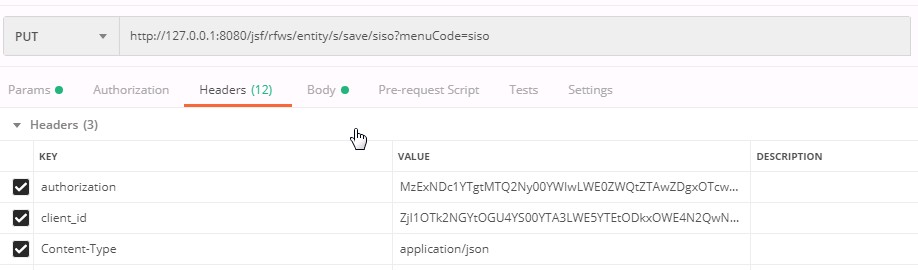 PUT http://127.0.0.1:8080/jsf/rfws/entity/s/save/siso?menuCode=siso
Params Authorization Headers (12) Body Pre-request Script Tests Settings
Headers (3)
KEY VALUE DESCRIPTION
authorization MzExNDc1YTgtMTQ2Ny00YWIwLWE0ZWQtZTAwZDgxOTcw...
client_id ZjI1OTk2NGYtOGU4YS00YTA3LWE5YTEtODkxOWE4N2QwN...
Content-Type application/json